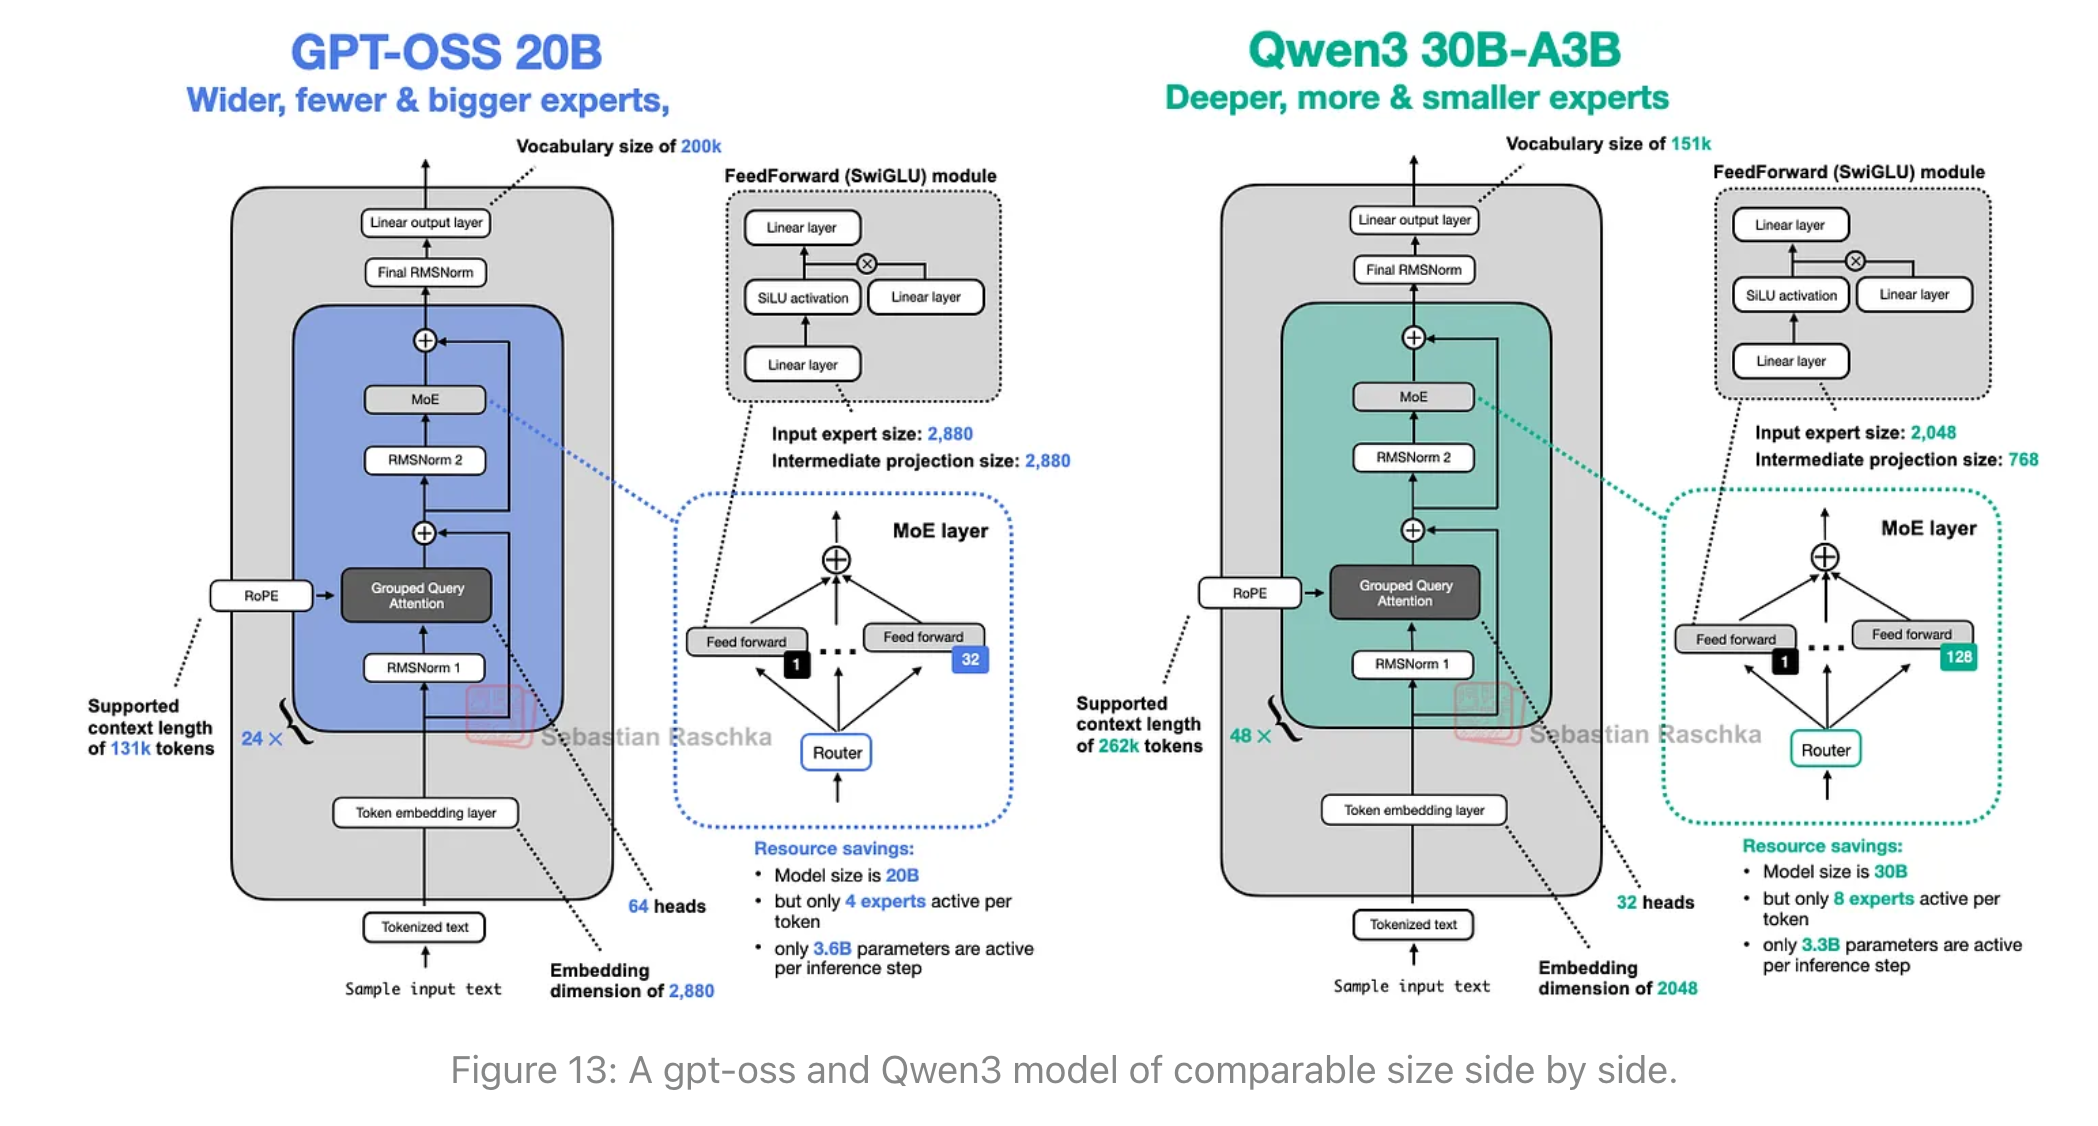 GPT-OSS 20B
Wider, fewer & bigger experts,
Vocabulary size of 200k
FeedForward (SwiGLU) module
Linear output layer
Final RMSNorm
Linear layer
SiLU activation
Linear layer
Linear layer
MoE
RMSNorm 2
Input expert size: 2,880
Intermediate projection size: 2,880
MoE layer
RoPE
Grouped Query
Attention
Feed forward
1
...
Feed forward
32
RMSNorm 1
Supported
context length
of 131k tokens
24 ×
Sebastian Raschka
Router
Token embedding layer
Resource savings:
• Model size is 20B
• but only 4 experts active per
token
• only 3.6B parameters are active
per inference step
64 heads
Tokenized text
Embedding
dimension of 2,880
Sample input text
Qwen3 30B-A3B
Deeper, more & smaller experts
Vocabulary size of 151k
FeedForward (SwiGLU) module
Linear output layer
Final RMSNorm
Linear layer
SiLU activation
Linear layer
Linear layer
MoE
RMSNorm 2
Input expert size: 2,048
Intermediate projection size: 768
MoE layer
RoPE
Grouped Query
Attention
Feed forward
1
...
Feed forward
128
RMSNorm 1
Supported
context length
of 262k tokens
48 ×
Sebastian Raschka
Router
Token embedding layer
Resource savings:
• Model size is 30B
• but only 8 experts active per
token
• only 3.3B parameters are active
per inference step
32 heads
Tokenized text
Embedding
dimension of 2048
Sample input text
Figure 13: A gpt-oss and Qwen3 model of comparable size side by side.